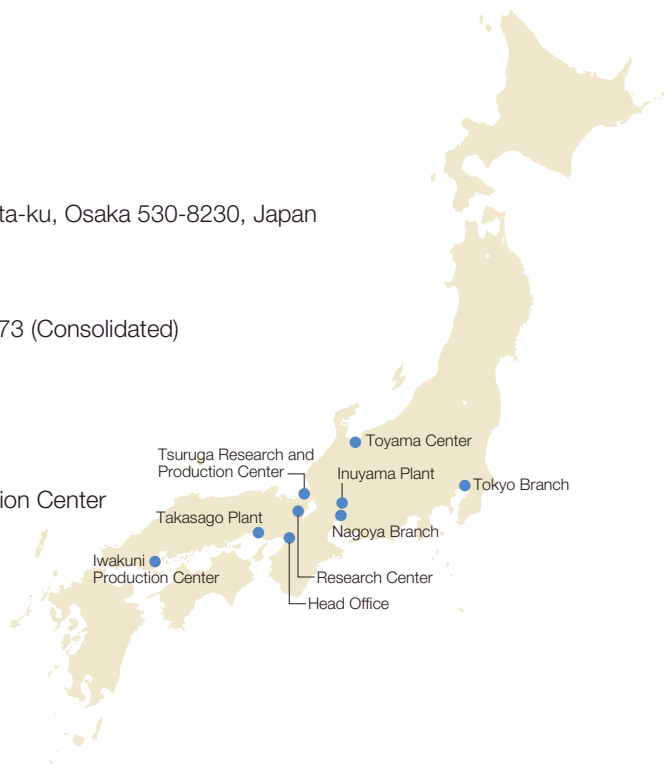 ta-ku, Osaka 530-8230, Japan
73 (Consolidated)
Toyama Center
Tsuruga Research and
Production Center
Inuyama Plant
Tokyo Branch
tion Center
Takasago Plant
Nagoya Branch
Iwakuni
Production Center
Research Center
Head Office